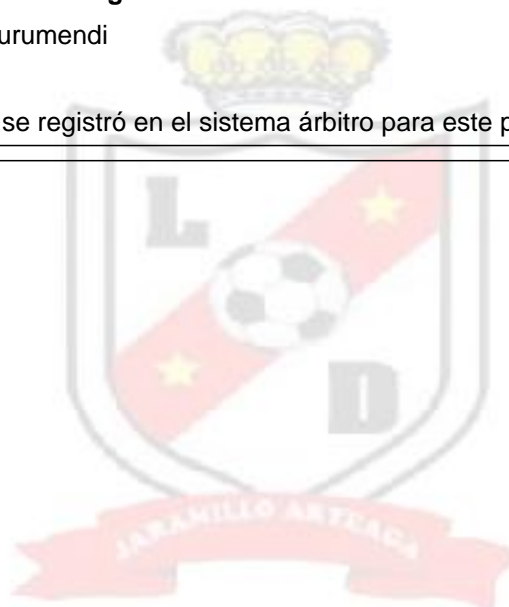 urumendi
se registró en el sistema árbitro para este p
L
D
JARAMILLO ARTEAGA